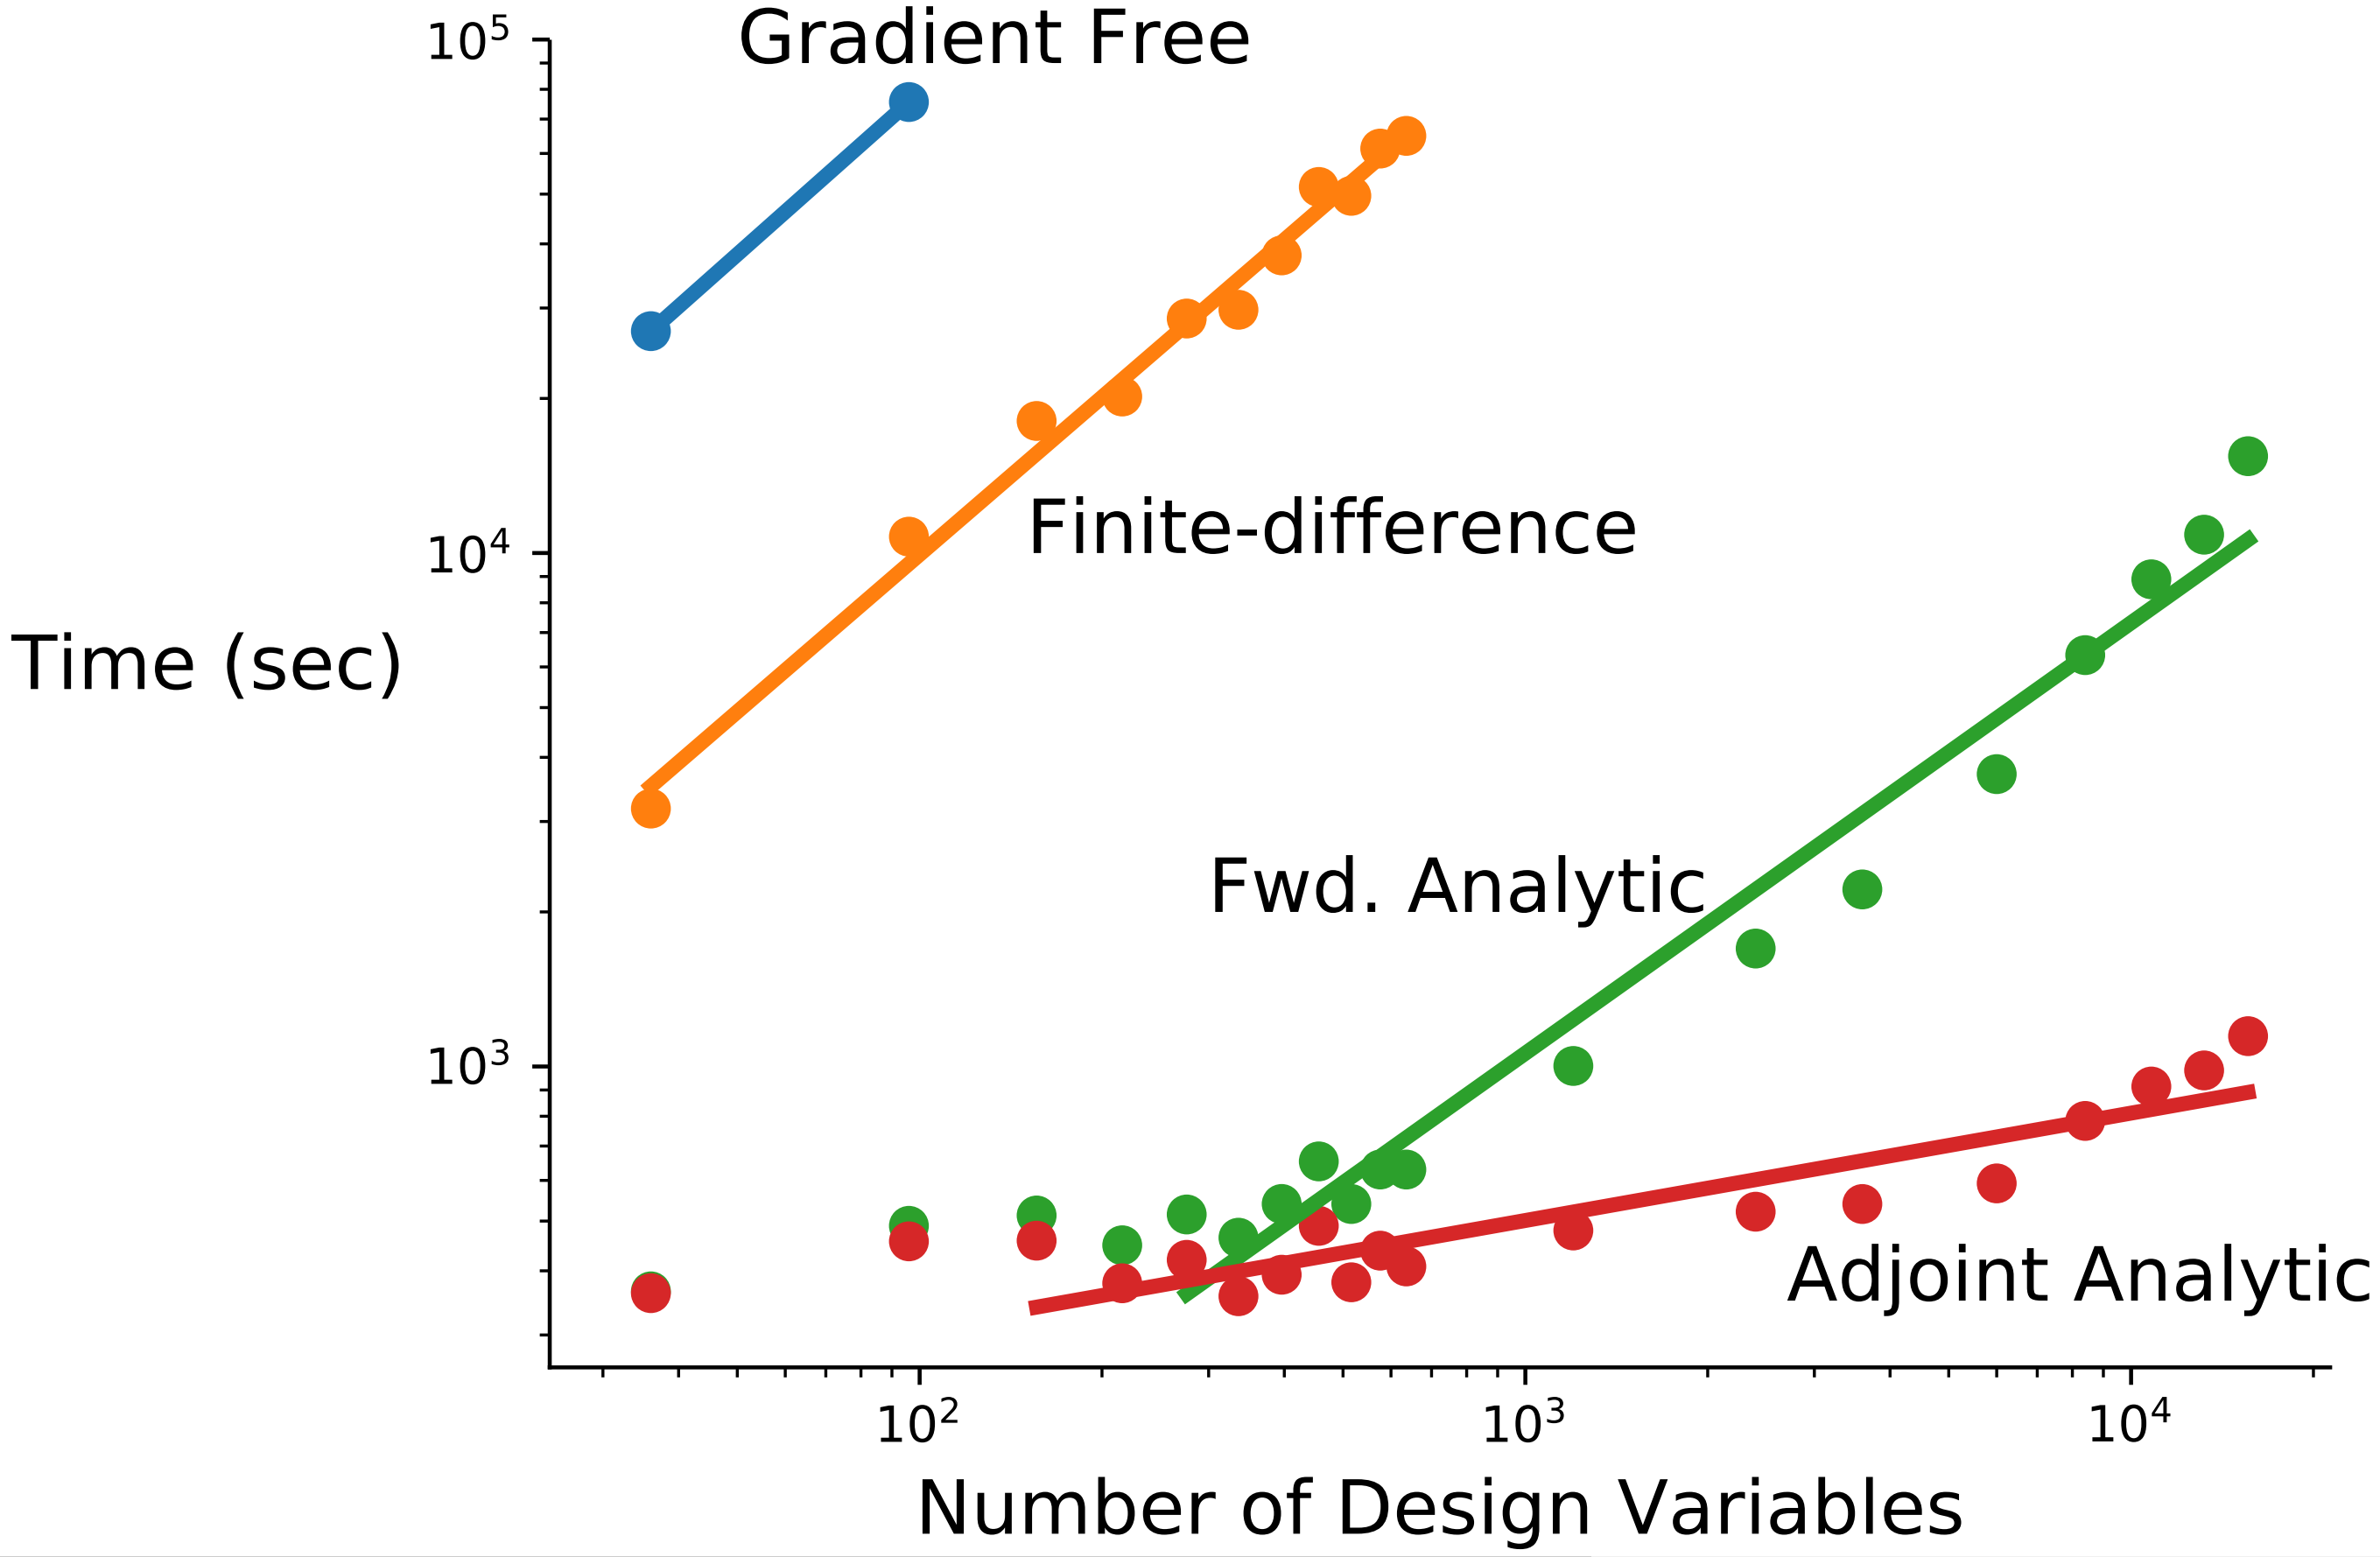 Gradient Free
10⁵
Finite-difference
10⁴
Time (sec)
Fwd. Analytic
10³
Adjoint Analytic
10² 10³ 10⁴
Number of Design Variables